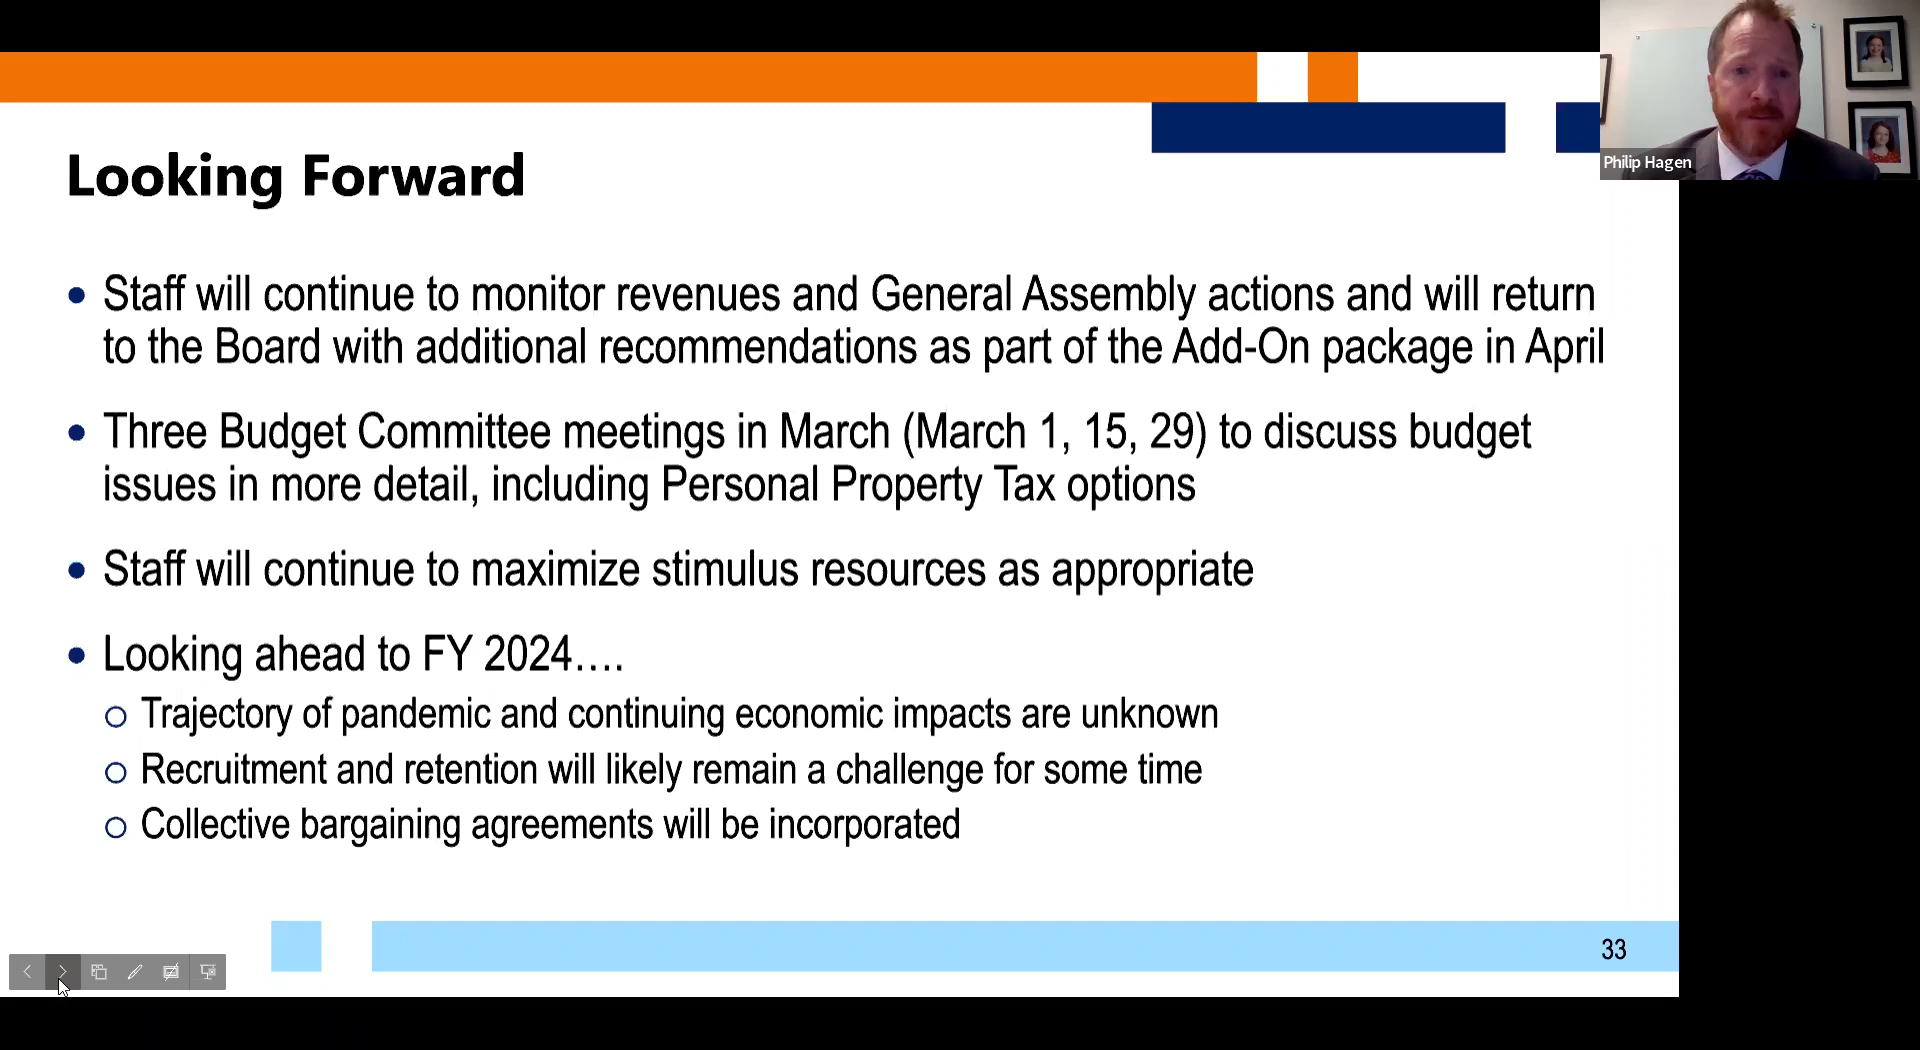 Philip Hagen
Looking Forward
• Staff will continue to monitor revenues and General Assembly actions and will return
to the Board with additional recommendations as part of the Add-On package in April
• Three Budget Committee meetings in March (March 1, 15, 29) to discuss budget
issues in more detail, including Personal Property Tax options
• Staff will continue to maximize stimulus resources as appropriate
• Looking ahead to FY 2024....
o Trajectory of pandemic and continuing economic impacts are unknown
o Recruitment and retention will likely remain a challenge for some time
o Collective bargaining agreements will be incorporated
33